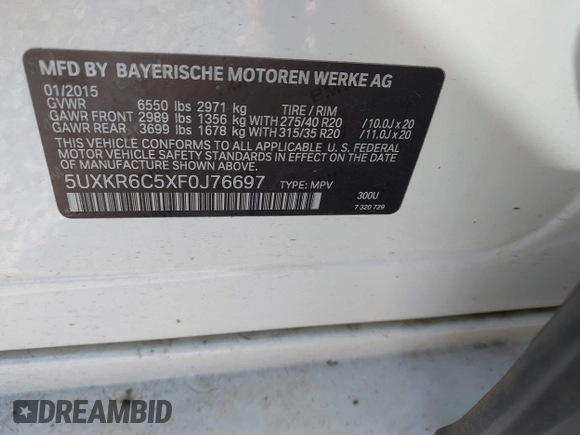 MFD BY BAYERISCHE MOTOREN WERKE AG
01/2015
GVWR 6550 lbs 2971 kg TIRE / RIM
GAWR FRONT 2989 lbs 1356 kg WITH 275/40 R20 /10.0J x 20
GAWR REAR 3699 lbs 1678 kg WITH 315/35 R20 /11.0J x 20
THIS VEHICLE CONFORMS TO ALL APPLICABLE U.S. FEDERAL
MOTOR VEHICLE SAFETY STANDARDS IN EFFECT ON THE DATE
OF MANUFACTURE SHOWN ABOVE.
5UXKR6C5XF0J76697 TYPE: MPV
300U
7 320 729
DREAMBID